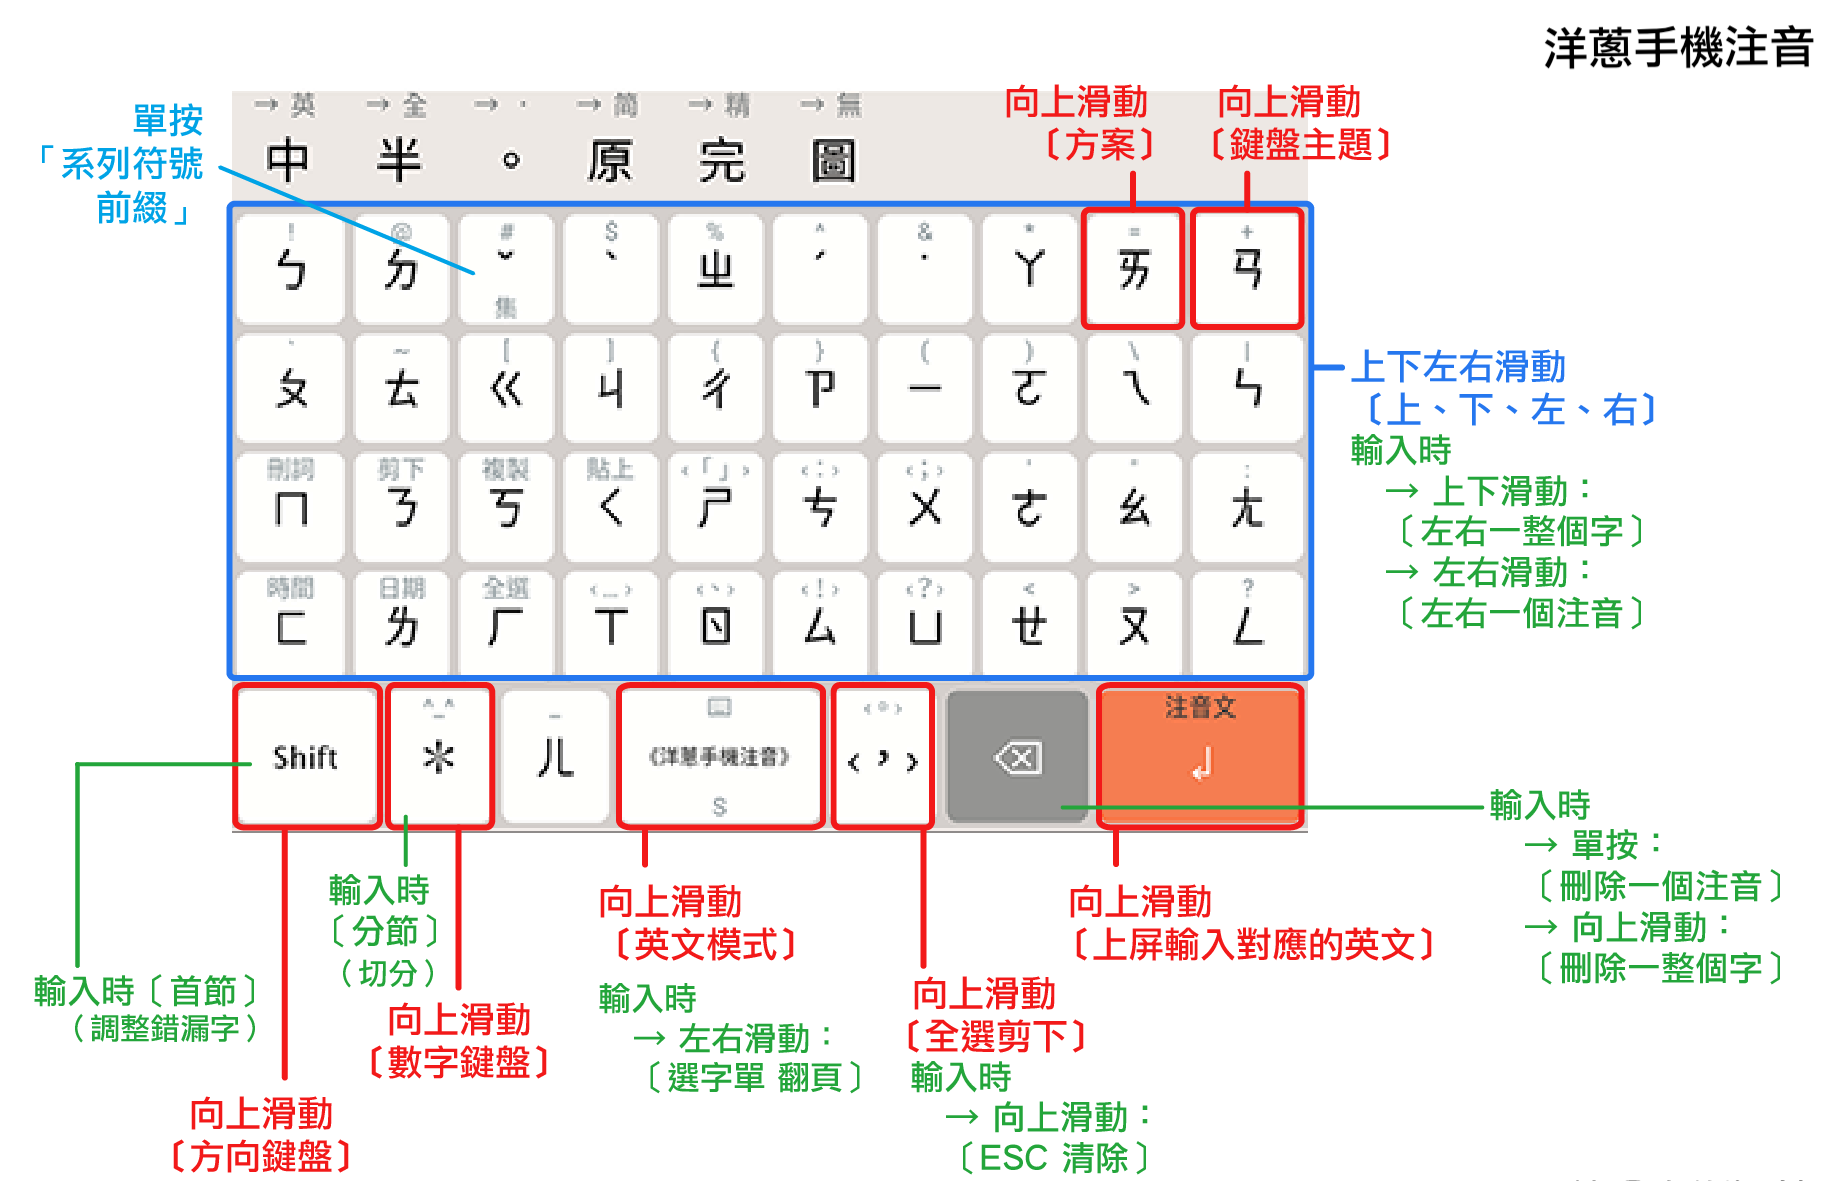 洋蔥手機注音
→ 英 → 全 → · → 简 → 精 → 無
中 半 。 原 完 圖
單按
「系列符號
前綴」
向上滑動
〔方案〕
向上滑動
〔鍵盤主題〕
! @ # $ % ^ & * = +
ㄅ ㄉ ˇ ˋ ㄓ ˊ ˙ ㄚ ㄞ ㄢ
集
` ~ [ ] { } ( ) \ |
ㄆ ㄊ ㄍ ㄐ ㄔ ㄗ ㄧ ㄛ ㄟ ㄣ
刪詞 剪下 複製 貼上 ‹「」› ‹:› ‹;› ' " :
ㄇ ㄋ ㄎ ㄑ ㄕ ㄘ ㄨ ㄜ ㄠ ㄤ
時間 日期 全選 ‹…› ‹、› ‹!› ‹?› < > ?
ㄈ ㄌ ㄏ ㄒ ㄖ ㄙ ㄩ ㄝ ㄡ ㄥ
上下左右滑動
〔上、下、左、右〕
輸入時
→ 上下滑動：
〔左右一整個字〕
→ 左右滑動：
〔左右一個注音〕
^_^ _ ‹°› 注音文
Shift * ㄦ 《洋蔥手機注音》 ‹,› ↲
S
輸入時〔首節〕
（調整錯漏字）
向上滑動
〔方向鍵盤〕
輸入時
〔分節〕
（切分）
向上滑動
〔數字鍵盤〕
向上滑動
〔英文模式〕
輸入時
→ 左右滑動：
〔選字單 翻頁〕
向上滑動
〔全選剪下〕
輸入時
→ 向上滑動：
〔ESC 清除〕
向上滑動
〔上屏輸入對應的英文〕
輸入時
→ 單按：
〔刪除一個注音〕
→ 向上滑動：
〔刪除一整個字〕